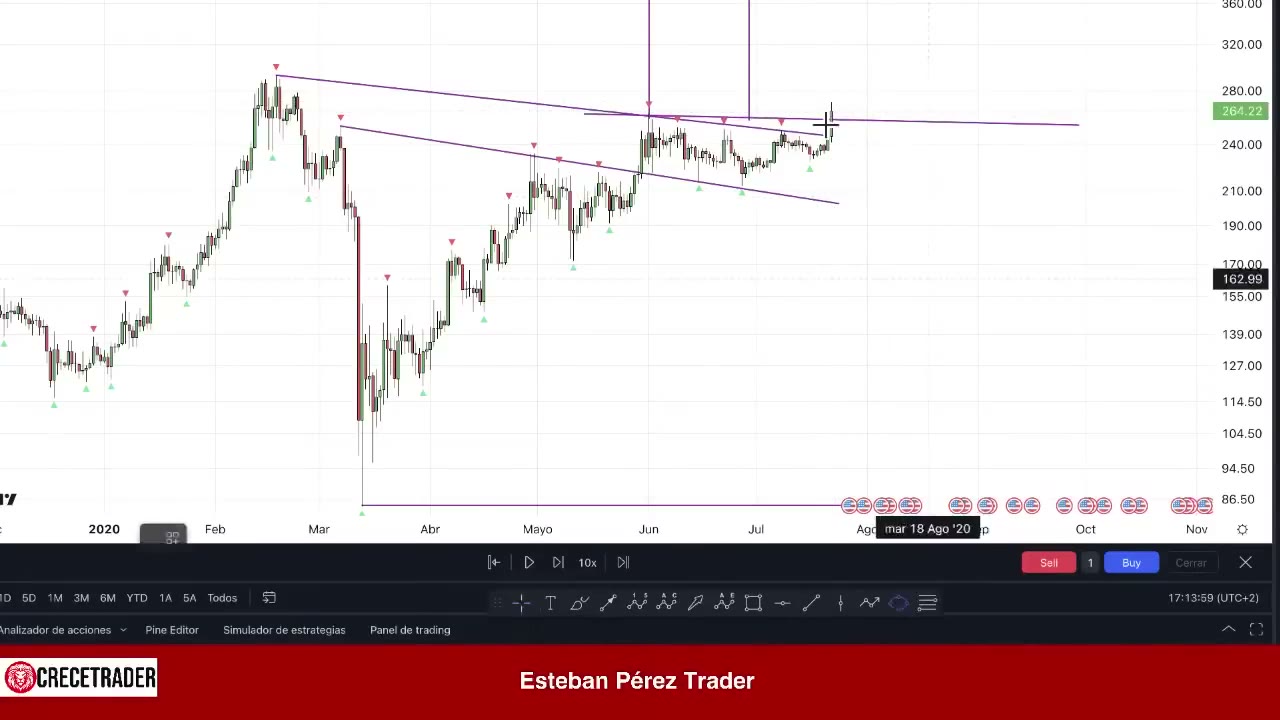 360.00
320.00
280.00
264.22
240.00
210.00
190.00
170.00
162.99
155.00
139.00
127.00
114.50
104.50
94.50
86.50
2020 Feb Mar Abr Mayo Jun Jul Ago mar 18 Ago '20 Oct Nov
10x Sell 1 Buy Cerrar
1D 5D 1M 3M 6M YTD 1A 5A Todos 17:13:59 (UTC+2)
Analizador de acciones Pine Editor Simulador de estrategias Panel de trading
CRECETRADER
Esteban Pérez Trader